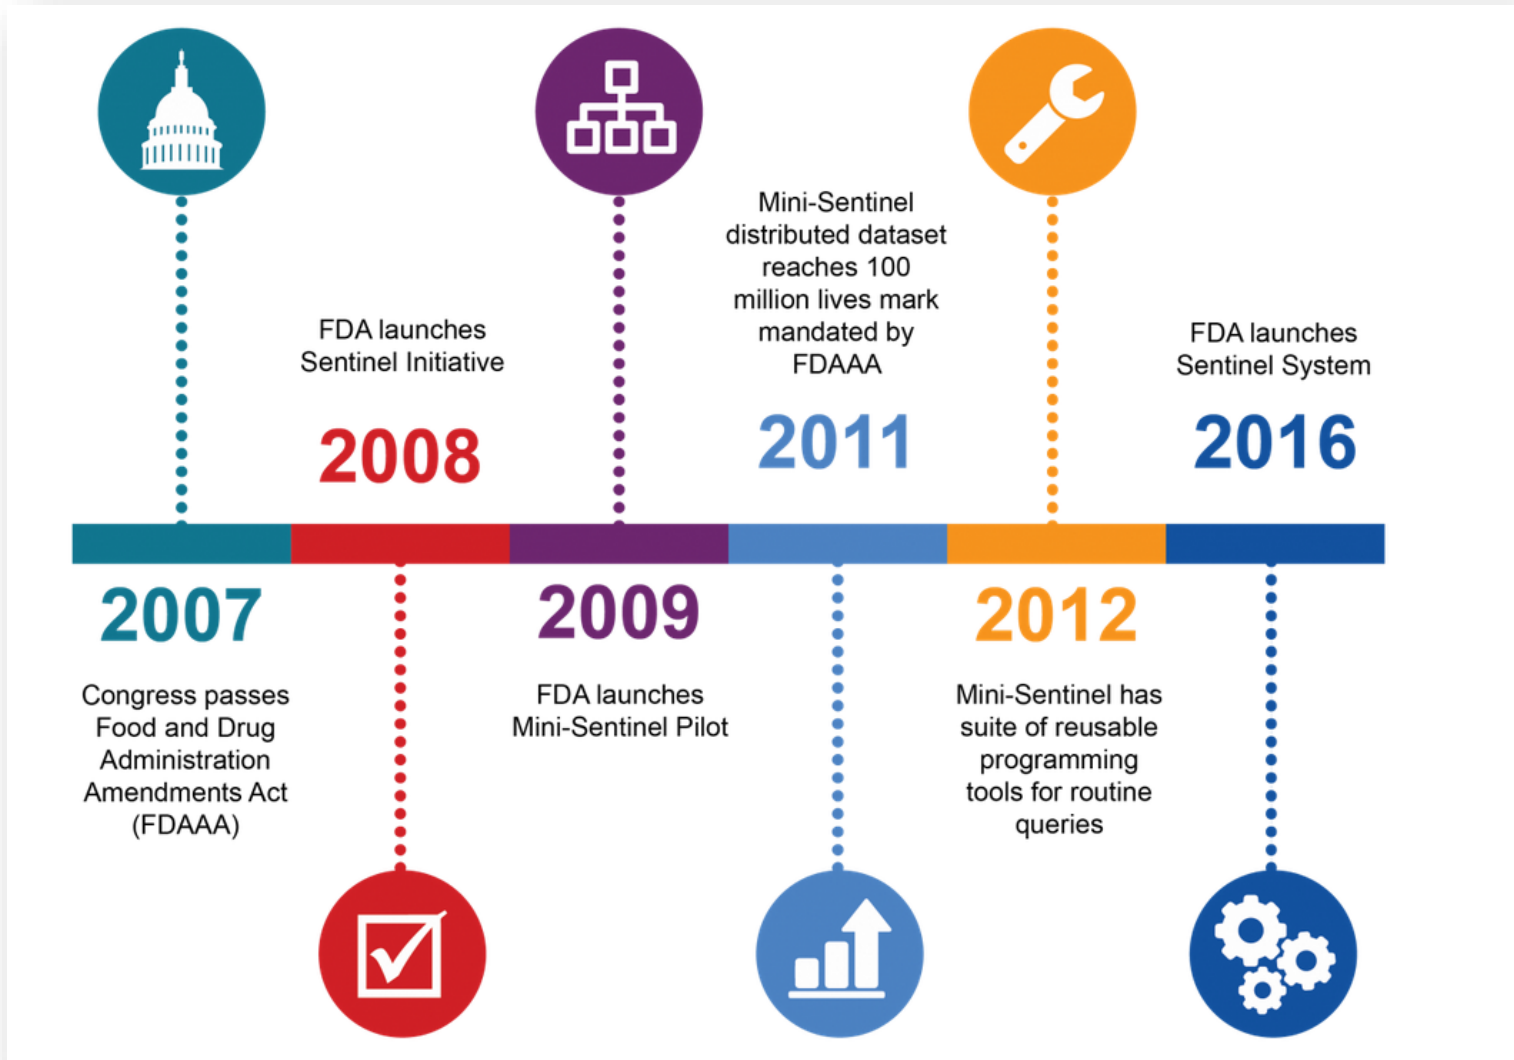 2007
Congress passes
Food and Drug
Administration
Amendments Act
(FDAAA)
FDA launches
Sentinel Initiative
2008
2009
FDA launches
Mini-Sentinel Pilot
Mini-Sentinel
distributed dataset
reaches 100
million lives mark
mandated by
FDAAA
2011
2012
Mini-Sentinel has
suite of reusable
programming
tools for routine
queries
FDA launches
Sentinel System
2016